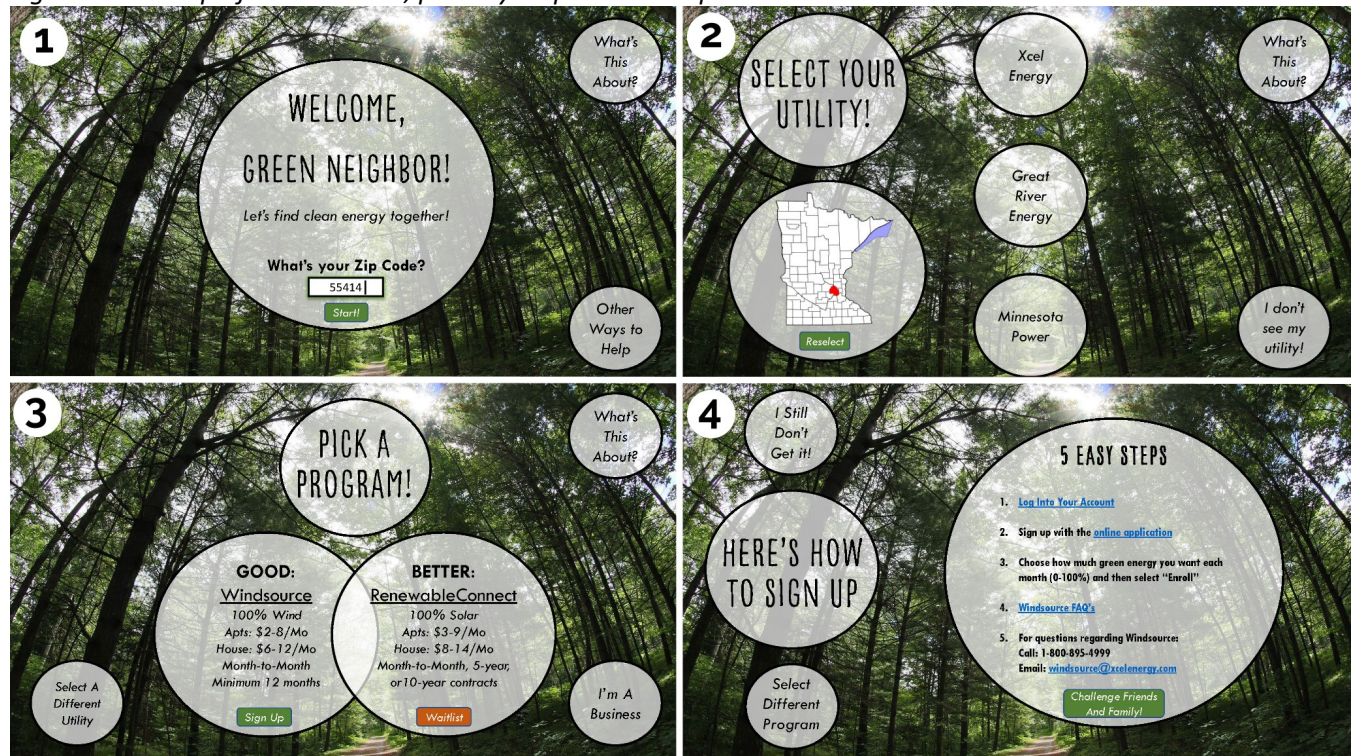 1
What's
This
About?
WELCOME,
GREEN NEIGHBOR!
Let's find clean energy together!
What's your Zip Code?
55414
Start!
Other
Ways to
Help
2
SELECT YOUR
UTILITY!
Xcel
Energy
What's
This
About?
Great
River
Energy
Reselect
Minnesota
Power
I don't
see my
utility!
3
PICK A
PROGRAM!
What's
This
About?
GOOD:
Windsource
100% Wind
Apts: $2-8/Mo
House: $6-12/Mo
Month-to-Month
Minimum 12 months
Sign Up
BETTER:
RenewableConnect
100% Solar
Apts: $3-9/Mo
House: $8-14/Mo
Month-to-Month, 5-year,
or 10-year contracts
Waitlist
Select A
Different
Utility
I'm A
Business
4
I Still
Don't
Get it!
HERE'S HOW
TO SIGN UP
Select
Different
Program
5 EASY STEPS
1. Log Into Your Account
2. Sign up with the online application
3. Choose how much green energy you want each
month (0-100%) and then select “Enroll”
4. Windsource FAQ's
5. For questions regarding Windsource:
Call: 1-800-895-4999
Email: windsource@xcelenergy.com
Challenge Friends
And Family!